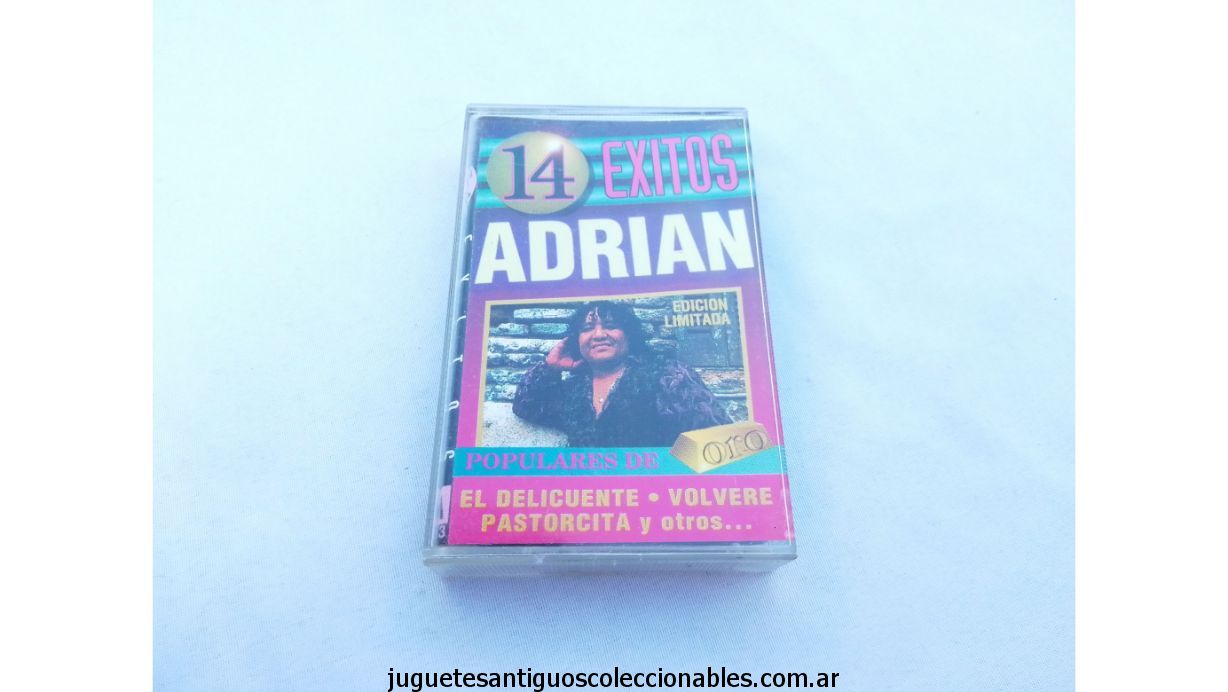 14 EXITOS
ADRIAN
EDICION
LIMITADA
POPULARES DE oro
EL DELICUENTE • VOLVERE
PASTORCITA y otros...
juguetesantiguoscoleccionables.com.ar